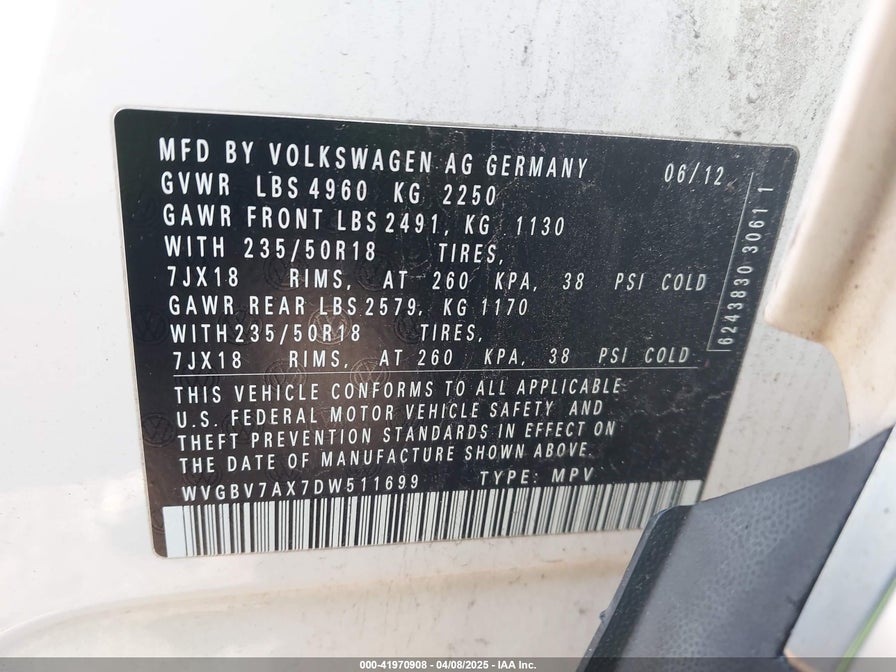 MFD BY VOLKSWAGEN AG GERMANY 06/12
GVWR LBS 4960 KG 2250
GAWR FRONT LBS 2491, KG 1130
WITH 235/50R18 TIRES,
7JX18 RIMS, AT 260 KPA, 38 PSI COLD
GAWR REAR LBS 2579, KG 1170
WITH 235/50R18 TIRES,
7JX18 RIMS, AT 260 KPA, 38 PSI COLD
THIS VEHICLE CONFORMS TO ALL APPLICABLE
U.S. FEDERAL MOTOR VEHICLE SAFETY AND
THEFT PREVENTION STANDARDS IN EFFECT ON
THE DATE OF MANUFACTURE SHOWN ABOVE.
WVGBV7AX7DW511699 TYPE: MPV
6243830 30611
000-41970908 - 04/08/2025 - IAA Inc.